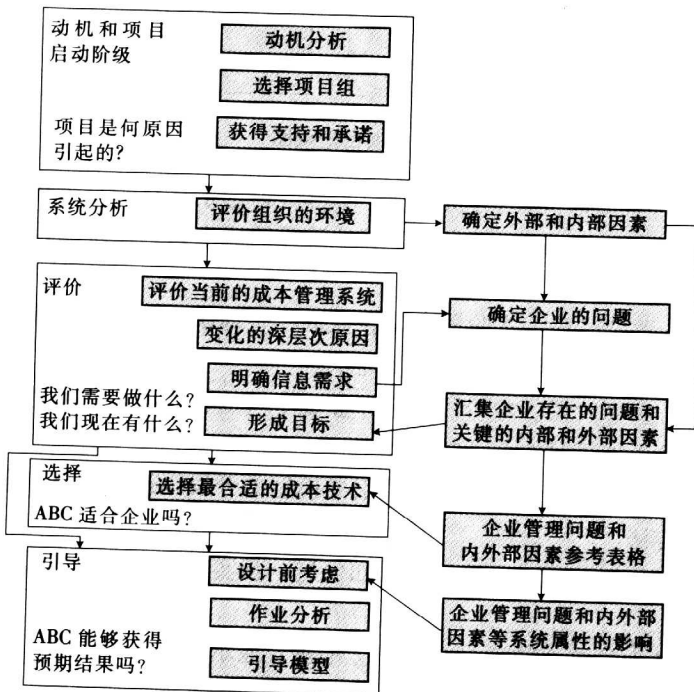 动机和项目
启动阶级
动机分析
选择项目组
项目是何原因
引起的?
获得支持和承诺
系统分析
评价组织的环境
确定外部和内部因素
评价
评价当前的成本管理系统
变化的深层次原因
确定企业的问题
明确信息需求
我们需要做什么?
我们现在有什么?
形成目标
汇集企业存在的问题和
关键的内部和外部因素
选择
选择最合适的成本技术
ABC 适合企业吗?
企业管理问题和
内外部因素参考表格
引导
设计前考虑
作业分析
ABC 能够获得
预期结果吗?
引导模型
企业管理问题和内外部
因素等系统属性的影响